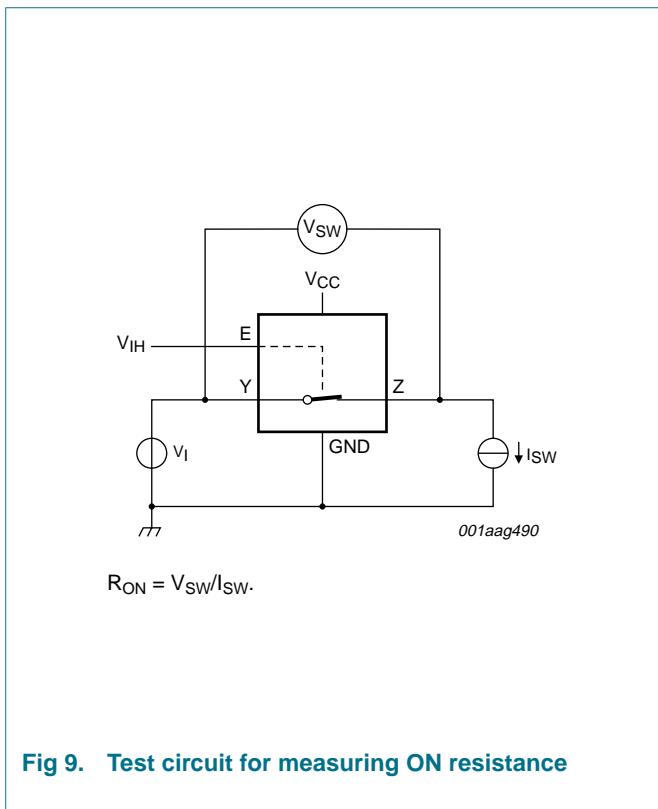 VSW
VCC
E
VIH
Y
Z
GND
VI
ISW
001aag490
RON = VSW/ISW.
Fig 9. Test circuit for measuring ON resistance